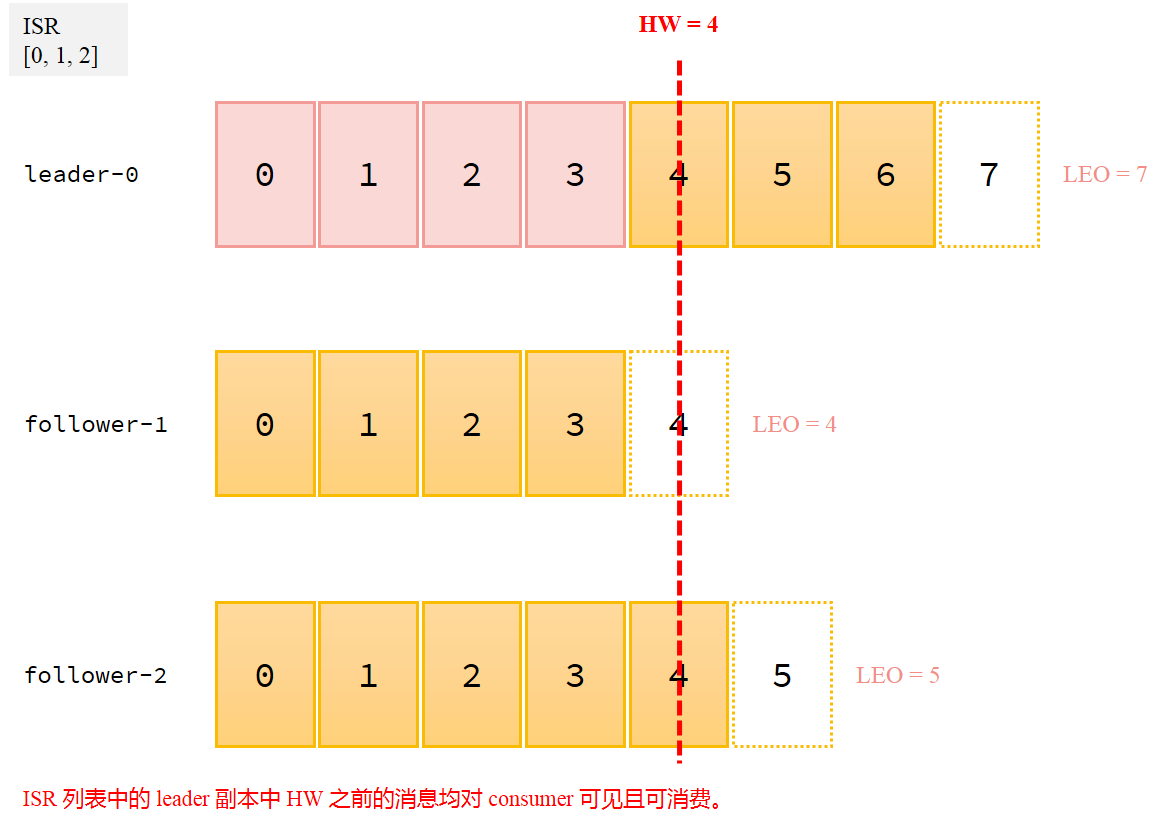 ISR
[0, 1, 2]
HW = 4
leader-0 0 1 2 3 4 5 6 7 LEO = 7
follower-1 0 1 2 3 4 LEO = 4
follower-2 0 1 2 3 4 5 LEO = 5
ISR 列表中的 leader 副本中 HW 之前的消息均对 consumer 可见且可消费。